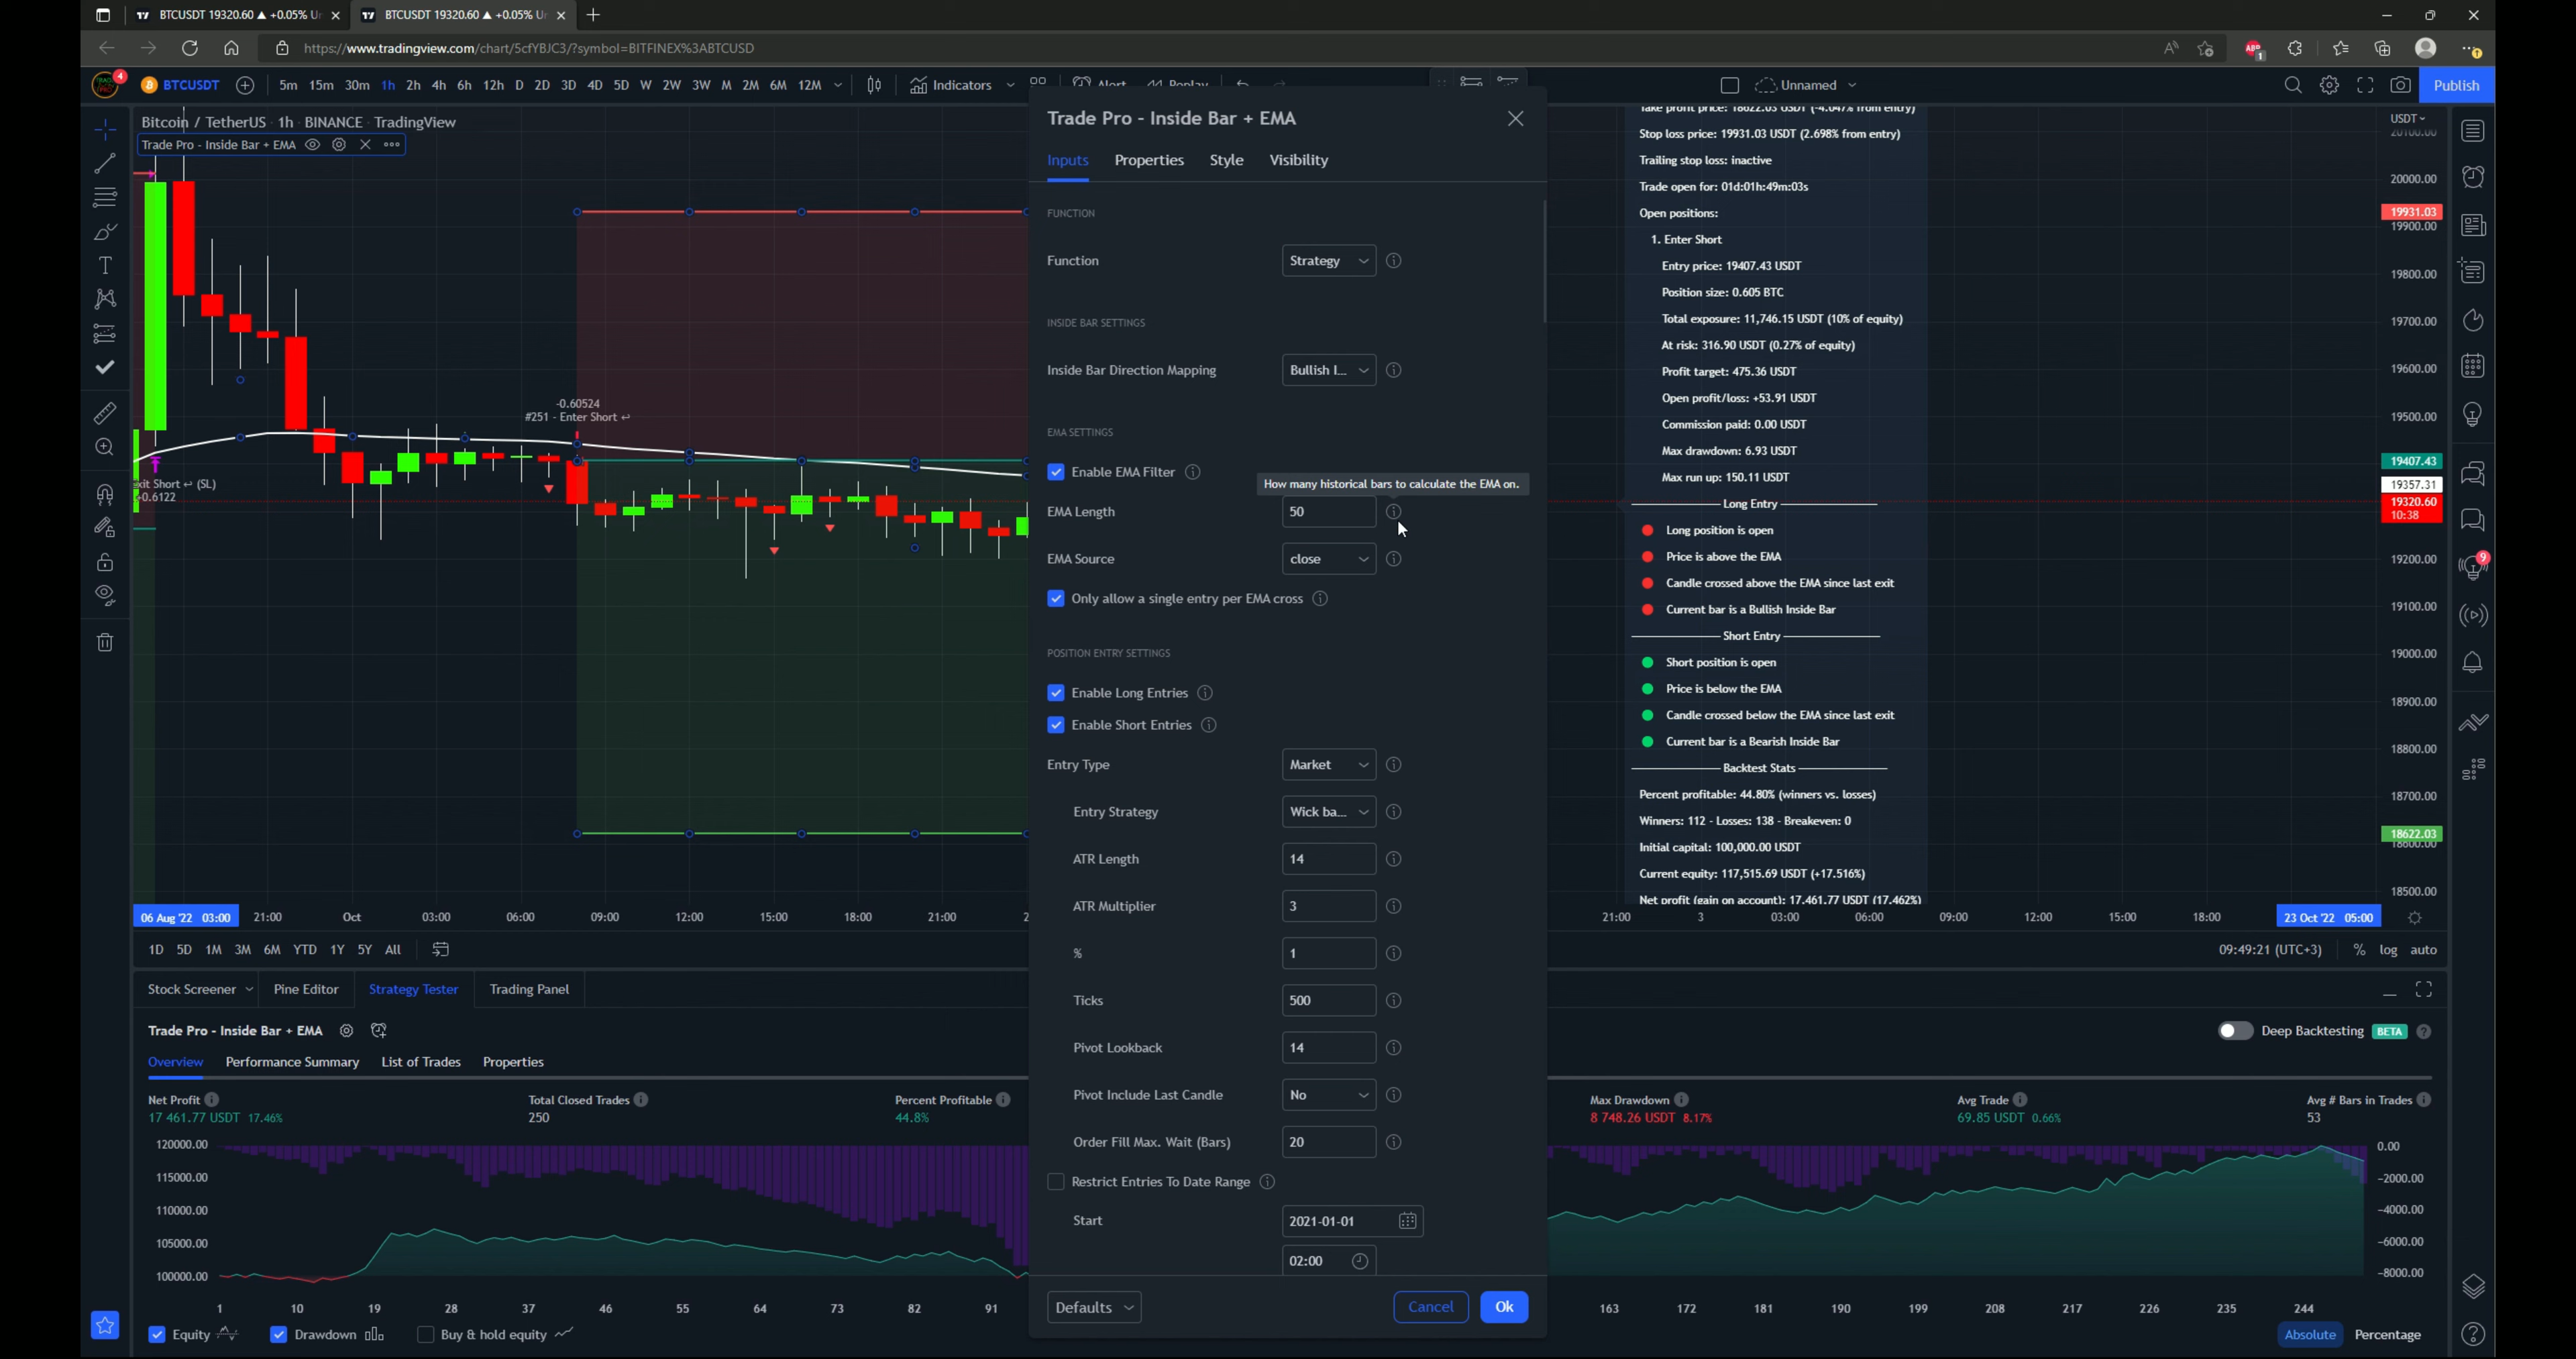 BTCUSDT 19320.60 ▲ +0.05% U
BTCUSDT 19320.60 ▲ +0.05% U
https://www.tradingview.com/chart/5cfYBJC3/?symbol=BITFINEX%3ABTCUSD
ABP
1
4
BTCUSDT
5m 15m 30m 1h 2h 4h 6h 12h D 2D 3D 4D 5D W 2W 3W M 2M 6M 12M
Indicators
Alert
Replay
Unnamed
Publish
Bitcoin / TetherUS · 1h · BINANCE · TradingView
Trade Pro - Inside Bar + EMA
-0.60524
#251 - Enter Short
Exit Short (SL)
+0.6122
06 Aug '22 03:00
21:00 Oct 03:00 06:00 09:00 12:00 15:00 18:00 21:00
Trade Pro - Inside Bar + EMA
Inputs Properties Style Visibility
FUNCTION
Function Strategy
INSIDE BAR SETTINGS
Inside Bar Direction Mapping Bullish I...
EMA SETTINGS
Enable EMA Filter
How many historical bars to calculate the EMA on.
EMA Length 50
EMA Source close
Only allow a single entry per EMA cross
POSITION ENTRY SETTINGS
Enable Long Entries
Enable Short Entries
Entry Type Market
Entry Strategy Wick ba...
ATR Length 14
ATR Multiplier 3
% 1
Ticks 500
Pivot Lookback 14
Pivot Include Last Candle No
Order Fill Max. Wait (Bars) 20
Restrict Entries To Date Range
Start 2021-01-01
02:00
Defaults
Cancel
Ok
Take profit price: 18622.03 USDT (-4.047% from entry)
Stop loss price: 19931.03 USDT (2.698% from entry)
Trailing stop loss: inactive
Trade open for: 01d:01h:49m:03s
Open positions:
1. Enter Short
Entry price: 19407.43 USDT
Position size: 0.605 BTC
Total exposure: 11,746.15 USDT (10% of equity)
At risk: 316.90 USDT (0.27% of equity)
Profit target: 475.36 USDT
Open profit/loss: +53.91 USDT
Commission paid: 0.00 USDT
Max drawdown: 6.93 USDT
Max run up: 150.11 USDT
Long Entry
Long position is open
Price is above the EMA
Candle crossed above the EMA since last exit
Current bar is a Bullish Inside Bar
Short Entry
Short position is open
Price is below the EMA
Candle crossed below the EMA since last exit
Current bar is a Bearish Inside Bar
Backtest Stats
Percent profitable: 44.80% (winners vs. losses)
Winners: 112 - Losses: 138 - Breakeven: 0
Initial capital: 100,000.00 USDT
Current equity: 117,515.69 USDT (+17.516%)
Net profit (gain on account): 17,461.77 USDT (17.462%)
21:00 3 03:00 06:00 09:00 12:00 15:00 18:00
23 Oct '22 05:00
USDT
20100.00
20000.00
19931.03
19900.00
19800.00
19700.00
19600.00
19500.00
19407.43
19357.31
19320.60
10:38
19200.00
19100.00
19000.00
18900.00
18800.00
18700.00
18622.03
18600.00
18500.00
9
1D 5D 1M 3M 6M YTD 1Y 5Y All
09:49:21 (UTC+3) % log auto
Stock Screener Pine Editor Strategy Tester Trading Panel
Trade Pro - Inside Bar + EMA
Deep Backtesting BETA
Overview Performance Summary List of Trades Properties
Net Profit
17 461.77 USDT 17.46%
Total Closed Trades
250
Percent Profitable
44.8%
Max Drawdown
8 748.26 USDT 8.17%
Avg Trade
69.85 USDT 0.66%
Avg # Bars in Trades
53
120000.00
115000.00
110000.00
105000.00
100000.00
0.00
-2000.00
-4000.00
-6000.00
-8000.00
1 10 19 28 37 46 55 64 73 82 91 163 172 181 190 199 208 217 226 235 244
Equity Drawdown Buy & hold equity
Absolute Percentage